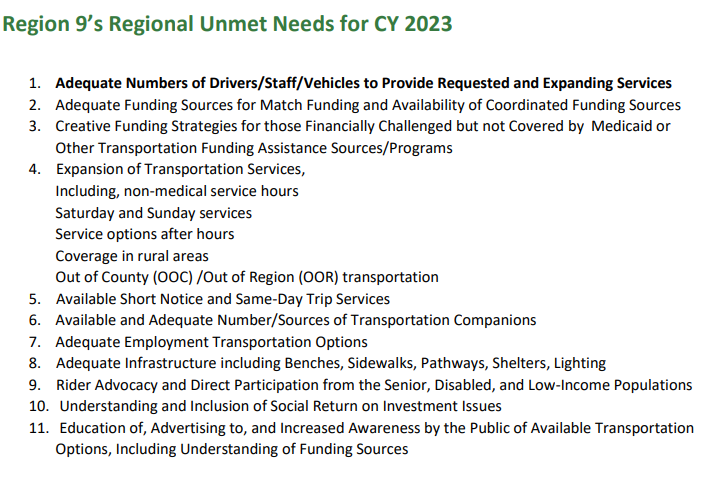 Region 9's Regional Unmet Needs for CY 2023
1. Adequate Numbers of Drivers/Staff/Vehicles to Provide Requested and Expanding Services
2. Adequate Funding Sources for Match Funding and Availability of Coordinated Funding Sources
3. Creative Funding Strategies for those Financially Challenged but not Covered by Medicaid or
Other Transportation Funding Assistance Sources/Programs
4. Expansion of Transportation Services,
Including, non-medical service hours
Saturday and Sunday services
Service options after hours
Coverage in rural areas
Out of County (OOC) /Out of Region (OOR) transportation
5. Available Short Notice and Same-Day Trip Services
6. Available and Adequate Number/Sources of Transportation Companions
7. Adequate Employment Transportation Options
8. Adequate Infrastructure including Benches, Sidewalks, Pathways, Shelters, Lighting
9. Rider Advocacy and Direct Participation from the Senior, Disabled, and Low-Income Populations
10. Understanding and Inclusion of Social Return on Investment Issues
11. Education of, Advertising to, and Increased Awareness by the Public of Available Transportation
Options, Including Understanding of Funding Sources